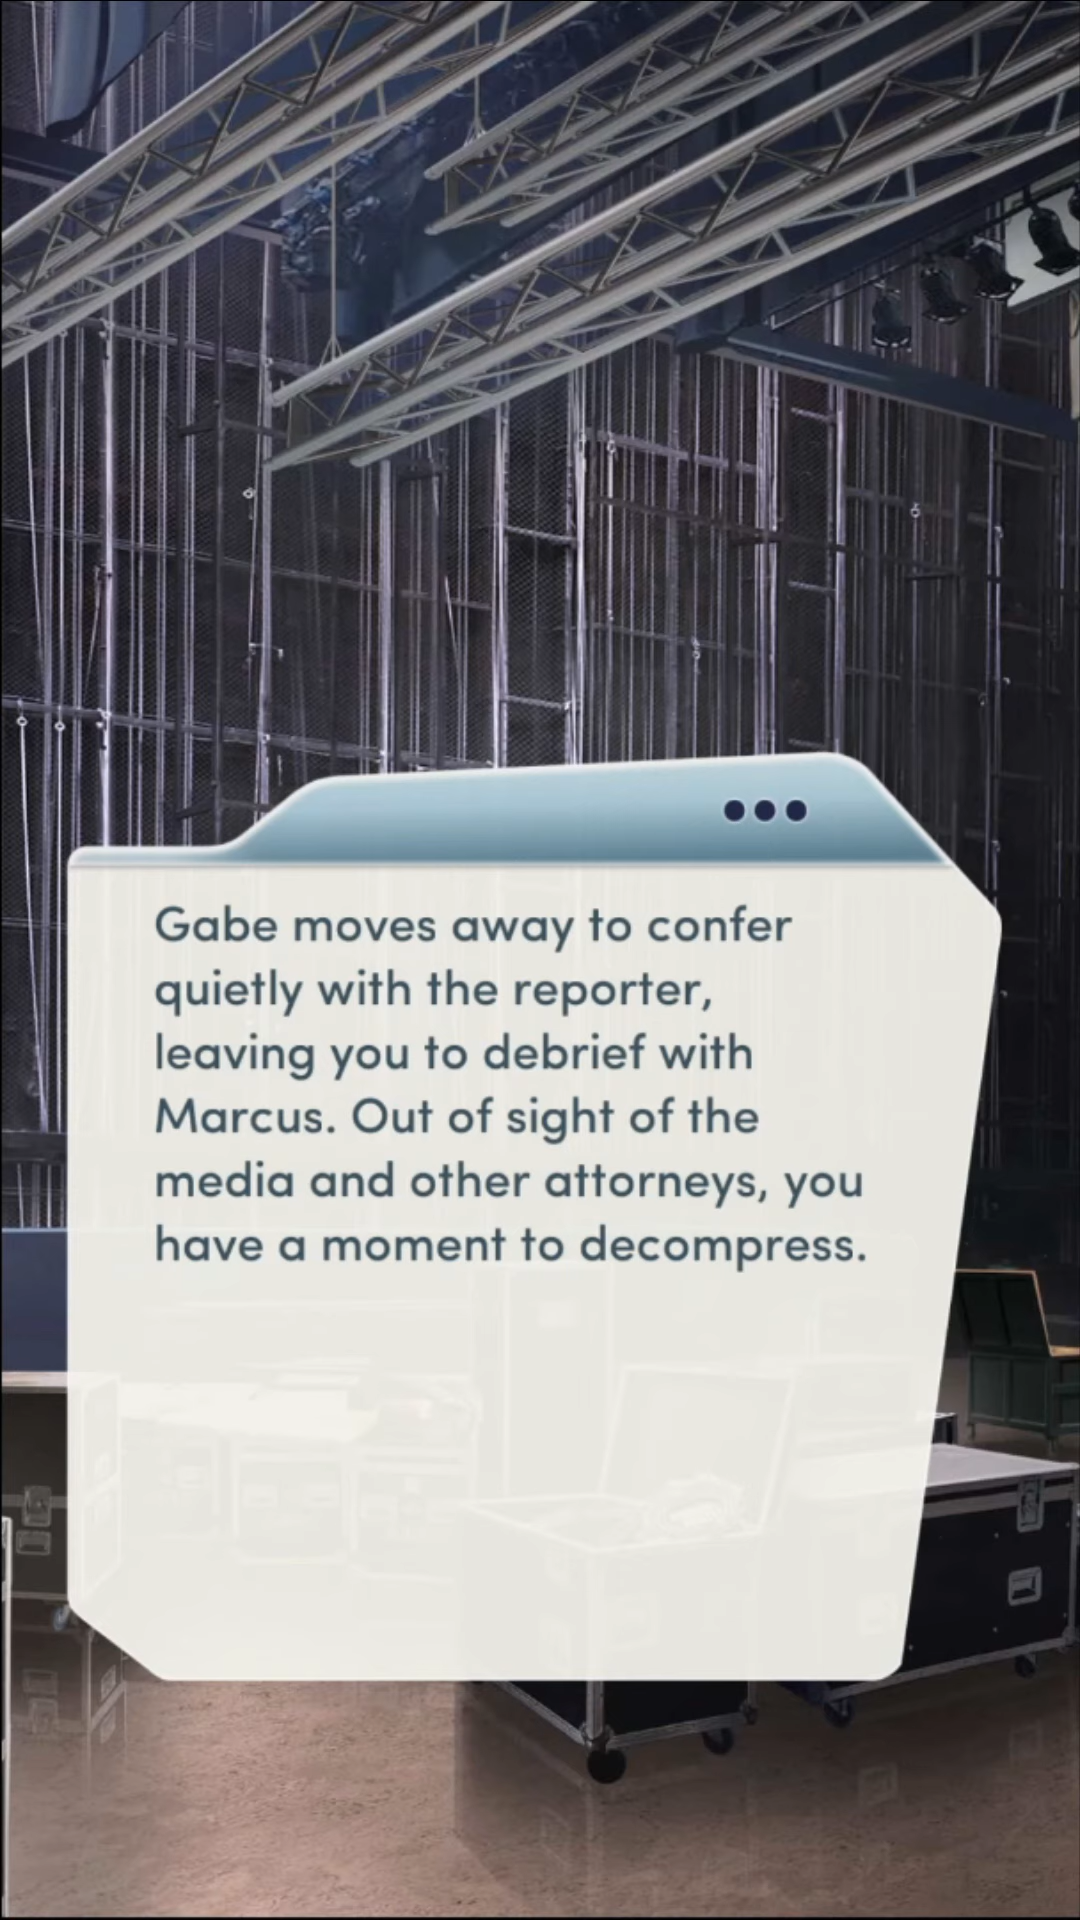 Gabe moves away to confer
quietly with the reporter,
leaving you to debrief with
Marcus. Out of sight of the
media and other attorneys, you
have a moment to decompress.